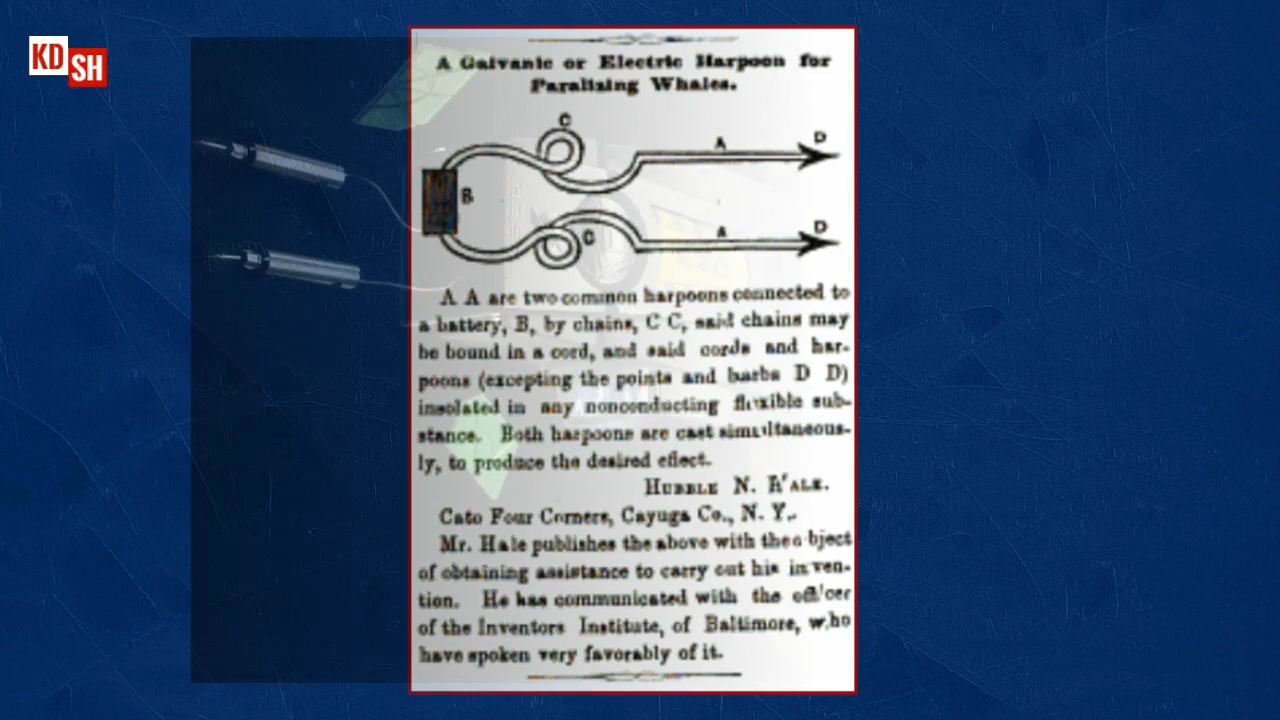 KD
SH
A Galvanic or Electric Harpoon for
Paralizing Whales.
C
A
D
B
C
A
D
A A are two common harpoons connected to
a battery, B, by chains, C C, said chains may
be bound in a cord, and said cords and har-
poons (excepting the points and barbs D D)
insolated in any nonconducting flexible sub-
stance. Both harpoons are cast simultaneous-
ly, to produce the desired effect.
HUBBLE N.
Cato Four Corners, Cayuga Co., N. Y.
Mr. Hale publishes the above with the object
of obtaining assistance to carry out his inven-
tion. He has communicated with the officer
of the Inventors Institute, of Baltimore, who
have spoken very favorably of it.